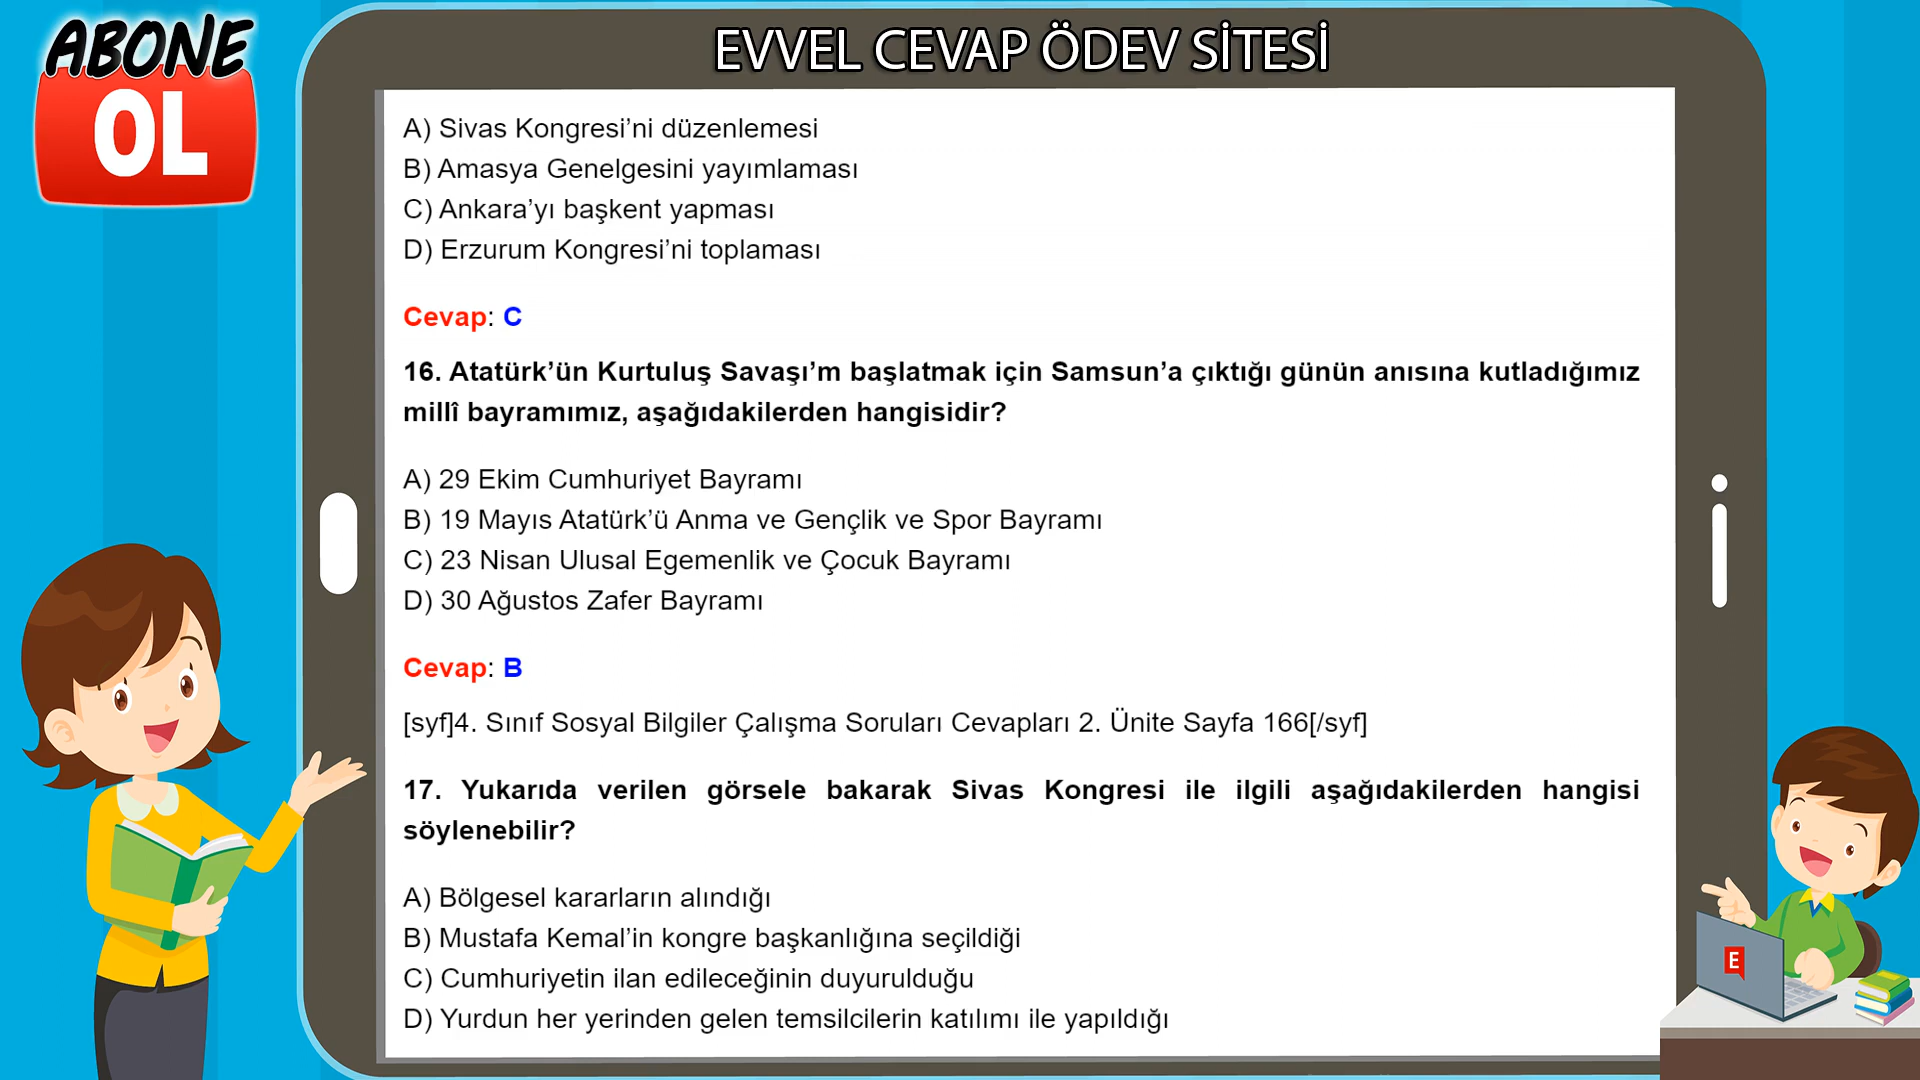 ABONE
OL
EVVEL CEVAP ÖDEV SİTESİ
A) Sivas Kongresi’ni düzenlemesi
B) Amasya Genelgesini yayımlaması
C) Ankara’yı başkent yapması
D) Erzurum Kongresi’ni toplaması
Cevap: C
16. Atatürk’ün Kurtuluş Savaşı’m başlatmak için Samsun’a çıktığı günün anısına kutladığımız
millî bayramımız, aşağıdakilerden hangisidir?
A) 29 Ekim Cumhuriyet Bayramı
B) 19 Mayıs Atatürk’ü Anma ve Gençlik ve Spor Bayramı
C) 23 Nisan Ulusal Egemenlik ve Çocuk Bayramı
D) 30 Ağustos Zafer Bayramı
Cevap: B
[syf]4. Sınıf Sosyal Bilgiler Çalışma Soruları Cevapları 2. Ünite Sayfa 166[/syf]
17. Yukarıda verilen görsele bakarak Sivas Kongresi ile ilgili aşağıdakilerden hangisi
söylenebilir?
A) Bölgesel kararların alındığı
B) Mustafa Kemal’in kongre başkanlığına seçildiği
C) Cumhuriyetin ilan edileceğinin duyurulduğu
D) Yurdun her yerinden gelen temsilcilerin katılımı ile yapıldığı
E